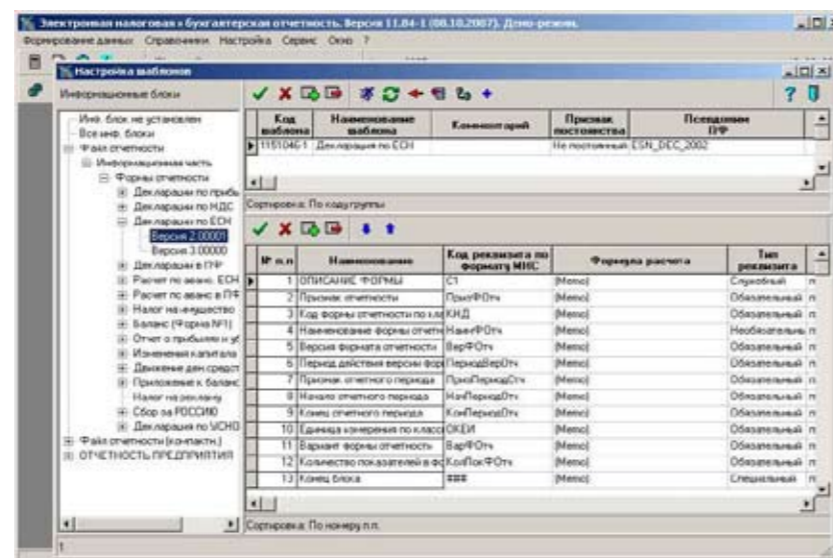 Электронная налоговая и бухгалтерская отчетность. Версия 11.04-1 (08.10.2007). Демо-режим.
Формирование данных Справочники Настройка Сервис Окно ?
Настройка шаблонов
Информационные блоки
Инф. блок не установлен
Все инф. блоки
Файл отчетности
Информационная часть
Формы отчетности
Декларации по прибы
Декларации по НДС
Декларации по ЕСН
Версия 2.00001
Версия 3.00000
Декларации в ПФ
Расчет по аванс. ЕСН
Расчет по аванс в ПФ
Налог на имущество
Баланс (Форма №1)
Отчет о прибылях и уб
Изменения капитала
Движение ден.средст
Приложение к баланс
Налог на рекламу
Сбор за РОССИЮ
Декларация по УСНО
Файл отчетности (контактн.)
ОТЧЕТНОСТЬ ПРЕДПРИЯТИЯ
Код шаблона Наименование шаблона Комментарий Признак постоянства Псевдоним ПФ
1151046-1 Декларация по ЕСН Не постоянный ESN_DEC_2002
Сортировка: По коду группы
№ п.п Наименование Код реквизита по формату МНС Формула расчета Тип реквизита
1 ОПИСАНИЕ ФОРМЫ С1 (Memo) Служебный п
2 Признак отчетности ПризФОтч (Memo) Обязательный п
3 Код формы отчетности по кла КНД (Memo) Обязательный п
4 Наименование формы отчетн НаимФОтч (Memo) Необязательны п
5 Версия формата отчетности ВерФОтч (Memo) Обязательный п
6 Период действия версии фор ПериодВерОтч (Memo) Обязательный п
7 Признак отчетного периода ПризПериодОтч (Memo) Обязательный п
8 Начало отчетного периода НачПериодОтч (Memo) Обязательный п
9 Конец отчетного периода КонПериодОтч (Memo) Обязательный п
10 Единица измерения по класси ОКЕИ (Memo) Обязательный п
11 Вариант формы отчетность ВарФОтч (Memo) Обязательный п
12 Количество показателей в фо КолПокФОтч (Memo) Обязательный п
13 Конец блока ### (Memo) Специальный п
Сортировка: По номеру п.п.
1